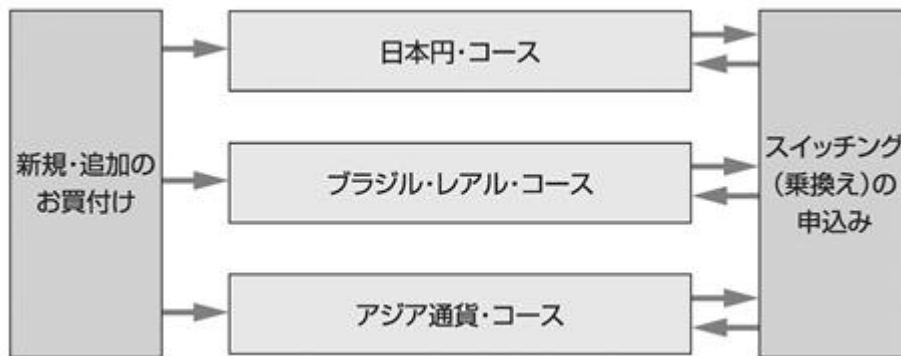 新規・追加の
お買付け
日本円・コース
ブラジル・レアル・コース
アジア通貨・コース
スイッチング
(乗換え)の
申込み